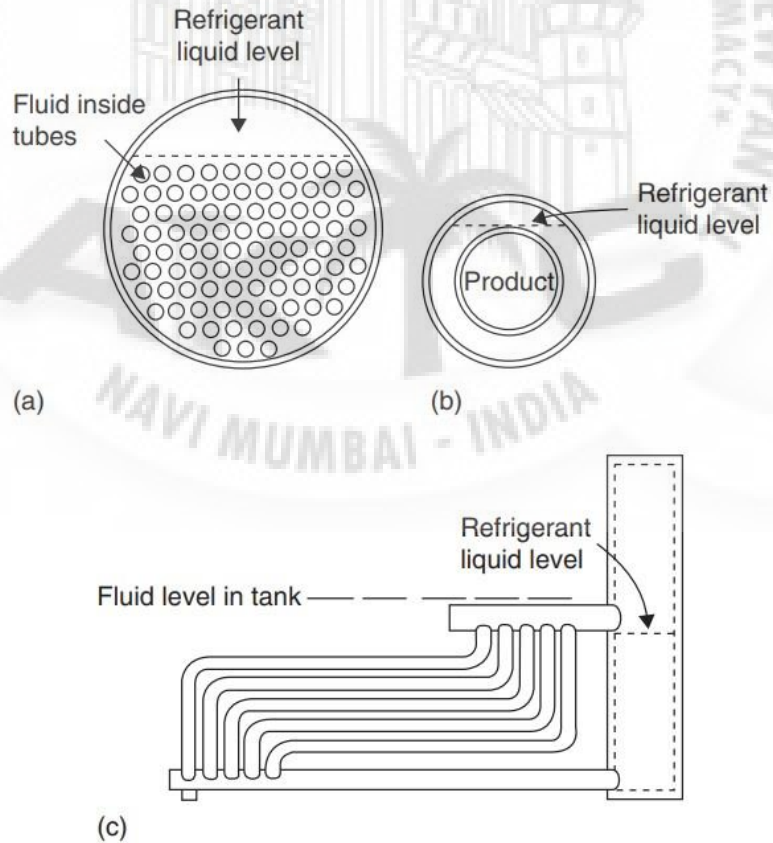 Refrigerant
liquid level
Fluid inside
tubes
Refrigerant
liquid level
Product
(a)
(b)
NAVI MUMBAI - INDIA
Refrigerant
liquid level
Fluid level in tank
(c)